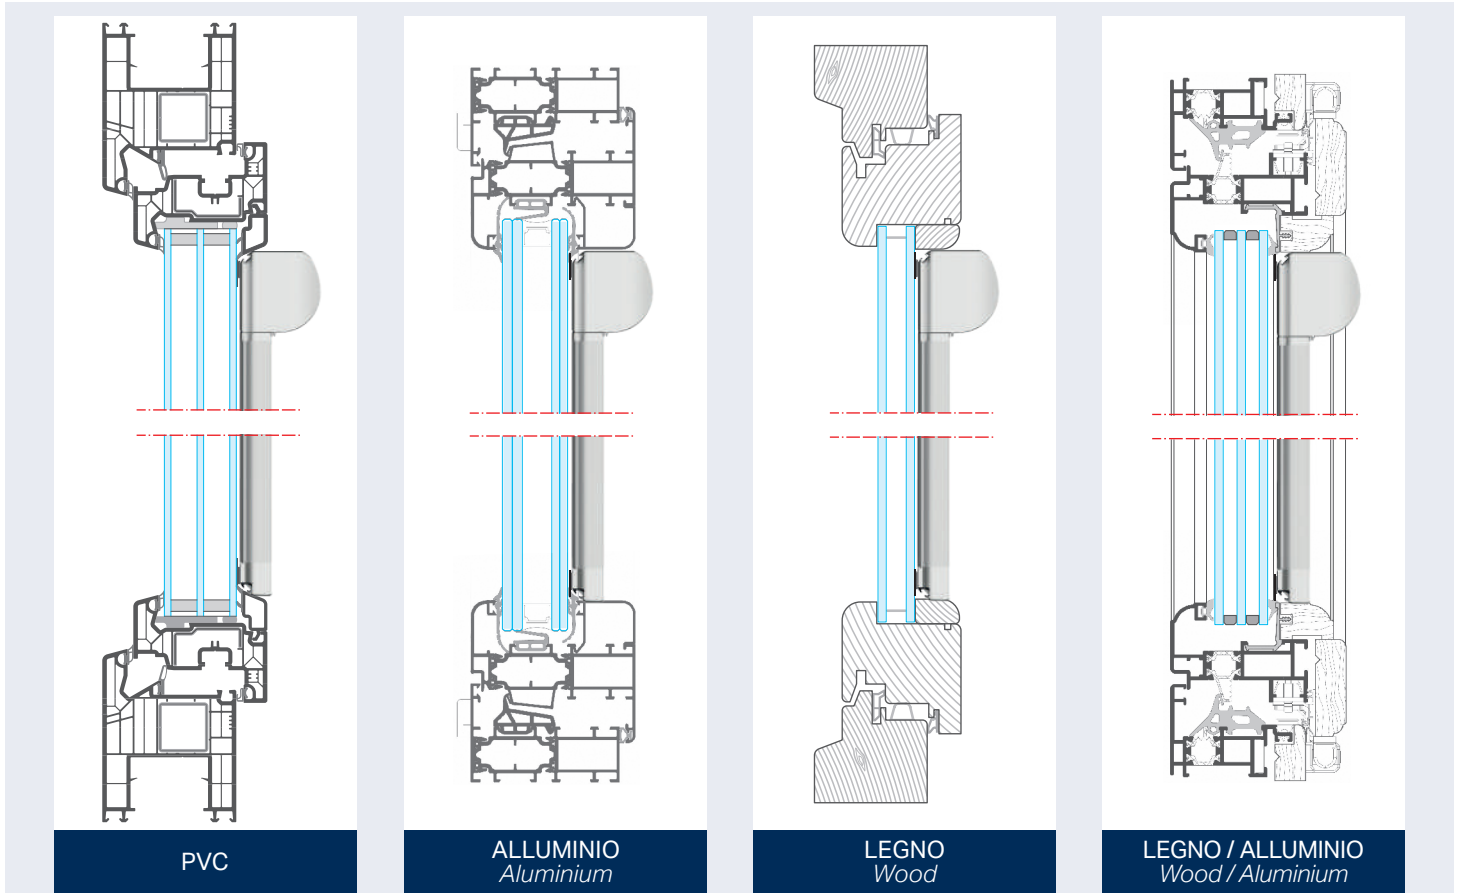 PVC
ALLUMINIO
Aluminium
LEGNO
Wood
LEGNO / ALLUMINIO
Wood / Aluminium